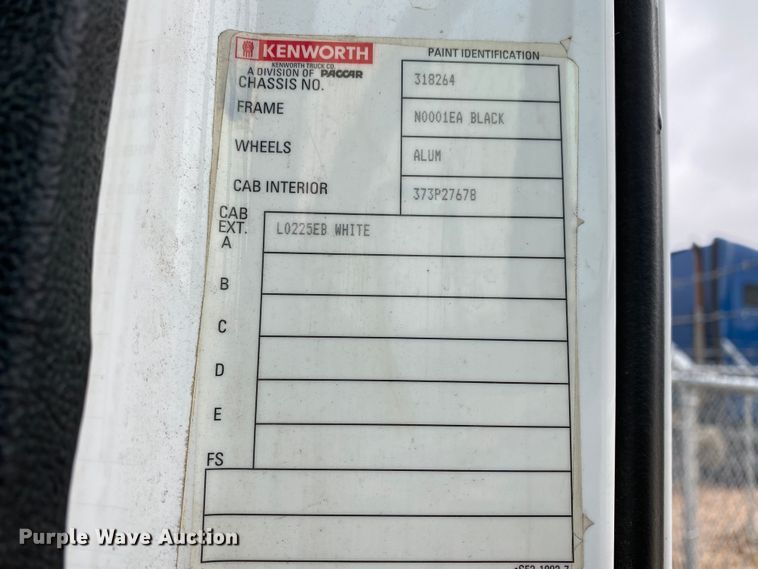 KENWORTH
KENWORTH TRUCK CO.
A DIVISION OF PACCAR
PAINT IDENTIFICATION
CHASSIS NO. 318264
FRAME N0001EA BLACK
WHEELS ALUM
CAB INTERIOR 373P2767B
CAB
EXT.
A L0225EB WHITE
B
C
D
E
FS
Purple Wave Auction